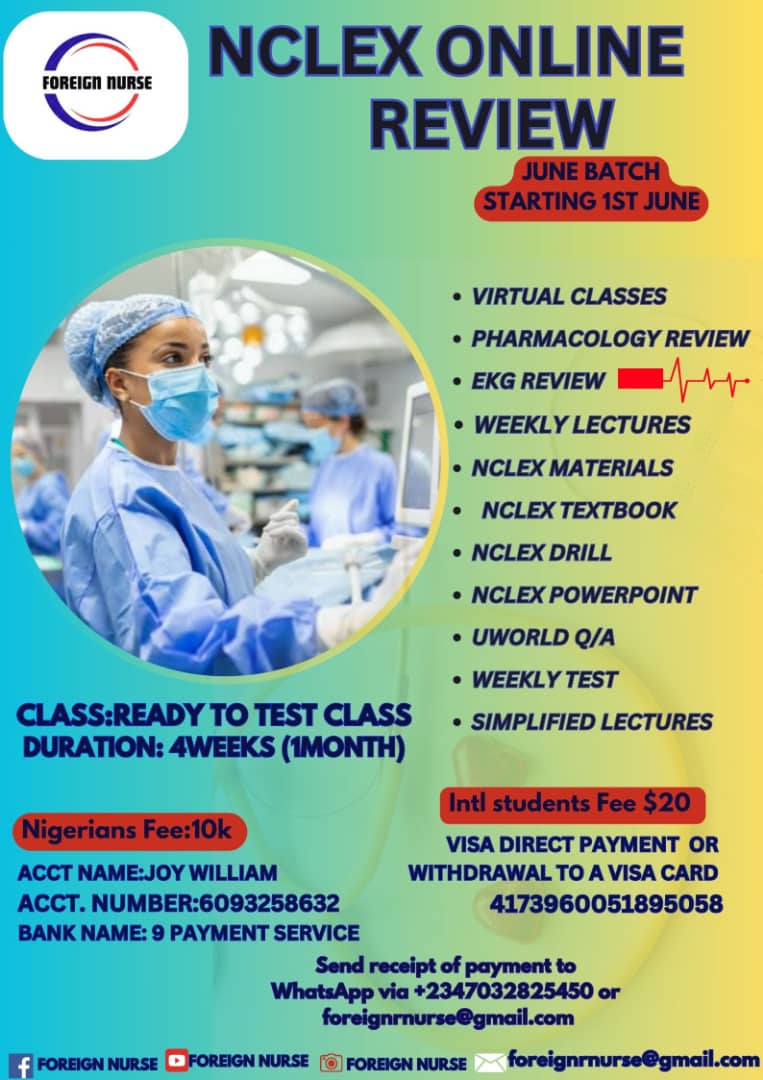 FOREIGN NURSE
NCLEX ONLINE
REVIEW
JUNE BATCH
STARTING 1ST JUNE
• VIRTUAL CLASSES
• PHARMACOLOGY REVIEW
• EKG REVIEW
• WEEKLY LECTURES
• NCLEX MATERIALS
• NCLEX TEXTBOOK
• NCLEX DRILL
• NCLEX POWERPOINT
• UWORLD Q/A
• WEEKLY TEST
• SIMPLIFIED LECTURES
CLASS:READY TO TEST CLASS
DURATION: 4WEEKS (1MONTH)
Nigerians Fee:10k
ACCT NAME:JOY WILLIAM
ACCT. NUMBER:6093258632
BANK NAME: 9 PAYMENT SERVICE
Intl students Fee $20
VISA DIRECT PAYMENT OR
WITHDRAWAL TO A VISA CARD
4173960051895058
Send receipt of payment to
WhatsApp via +2347032825450 or
foreignrnurse@gmail.com
FOREIGN NURSE FOREIGN NURSE FOREIGN NURSE foreignrnurse@gmail.com